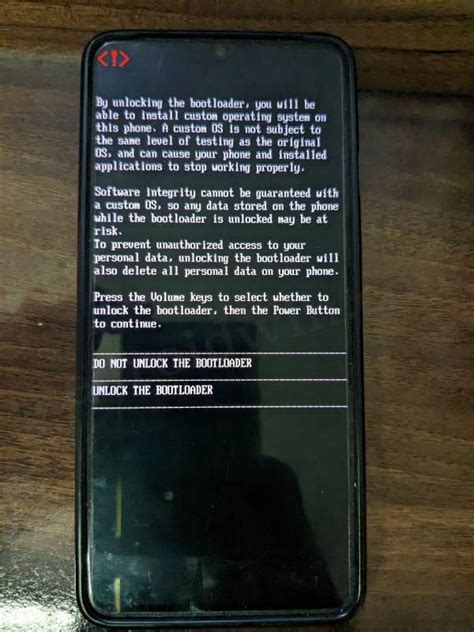 <!>
By unlocking the bootloader, you will be
able to install custom operating system on
this phone. A custom OS is not subject to
the same level of testing as the original
OS, and can cause your phone and installed
applications to stop working properly.
Software integrity cannot be guaranteed with
a custom OS, so any data stored on the phone
while the bootloader is unlocked may be at
risk.
To prevent unauthorized access to your
personal data, unlocking the bootloader will
also delete all personal data on your phone.
Press the Volume keys to select whether to
unlock the bootloader, then the Power Button
to continue.
DO NOT UNLOCK THE BOOTLOADER
UNLOCK THE BOOTLOADER